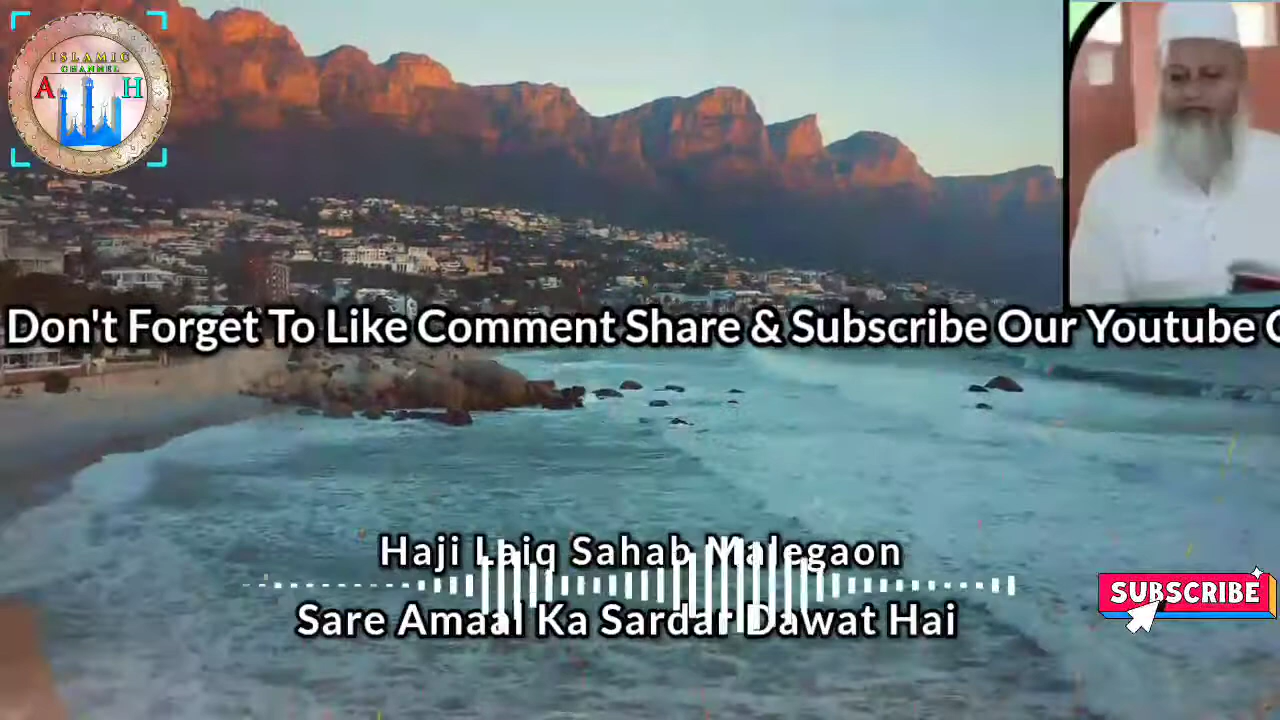 ISLAMIC
CHANNEL
A H
Don't Forget To Like Comment Share & Subscribe Our Youtube C
Haji Laiq Sahab Malegaon
Sare Amaal Ka Sardar Dawat Hai
SUBSCRIBE